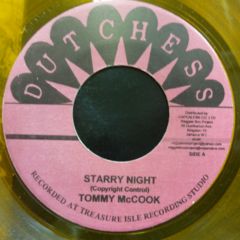 DUTCHESS
STARRY NIGHT
(Copyright Control)
TOMMY McCOOK
SIDE A
RECORDED AT TREASURE ISLE RECORDING STUDIO